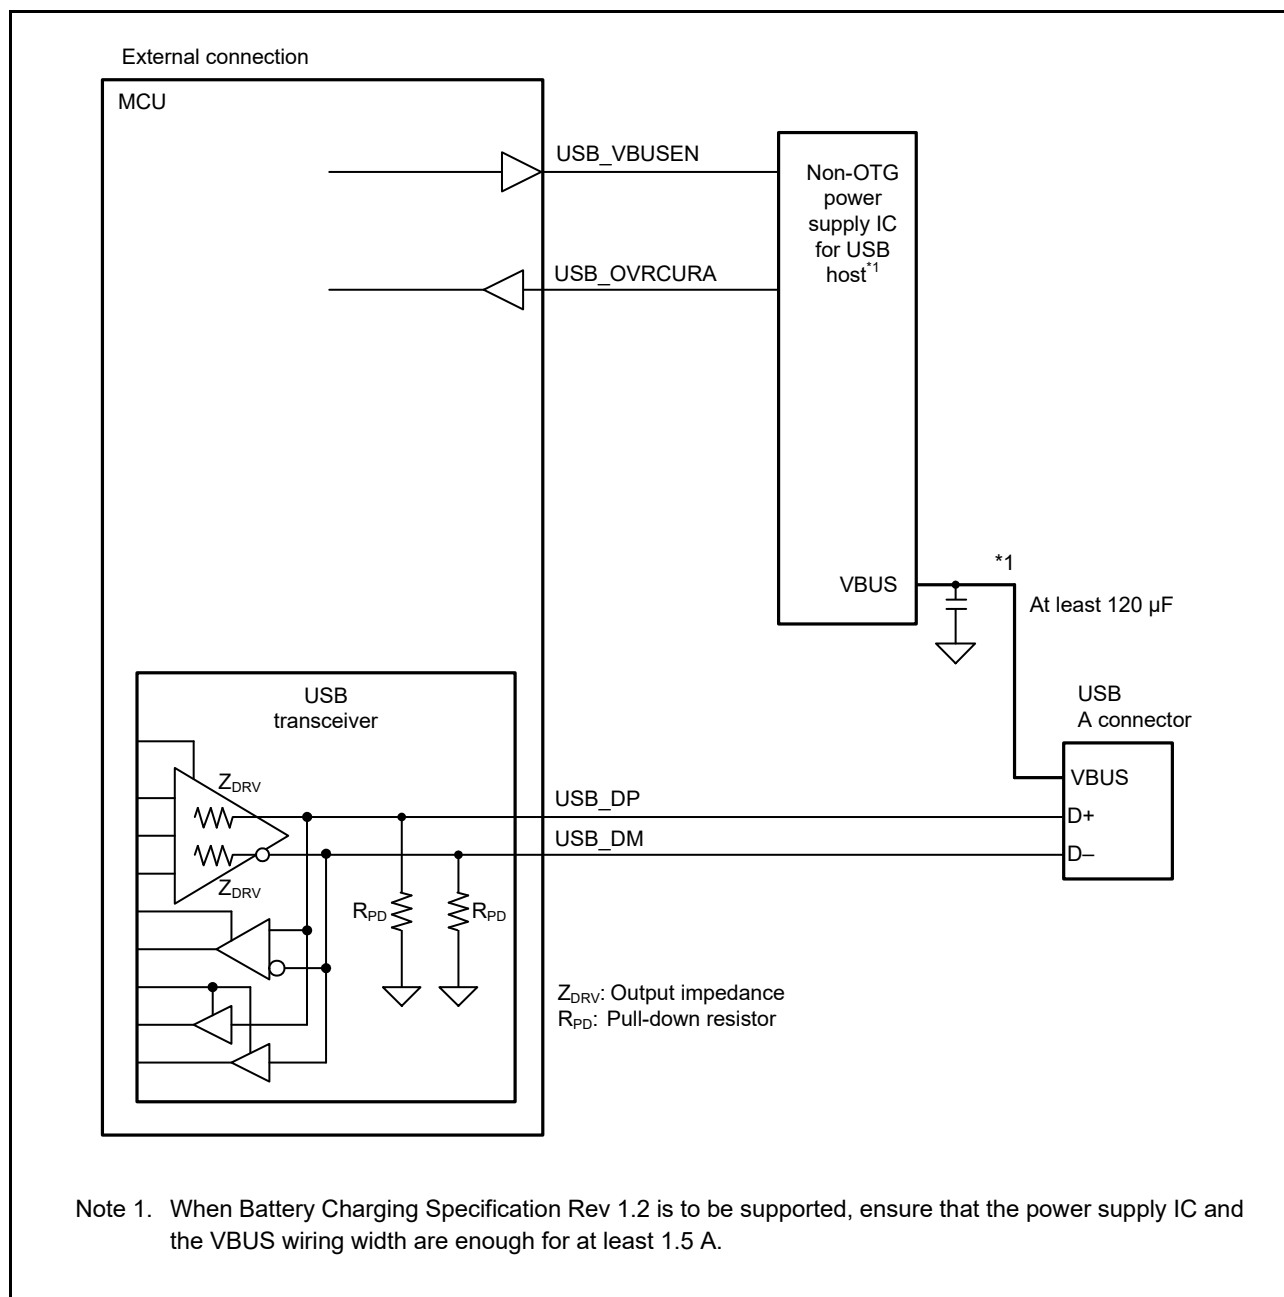 External connection
MCU
USB_VBUSEN
Non-OTG
power
supply IC
for USB
host*1
USB_OVRCURA
*1
VBUS
At least 120 µF
USB
A connector
USB
transceiver
VBUS
ZDRV
USB_DP
D+
USB_DM
D–
ZDRV
RPD
RPD
ZDRV: Output impedance
RPD: Pull-down resistor
Note 1. When Battery Charging Specification Rev 1.2 is to be supported, ensure that the power supply IC and
the VBUS wiring width are enough for at least 1.5 A.